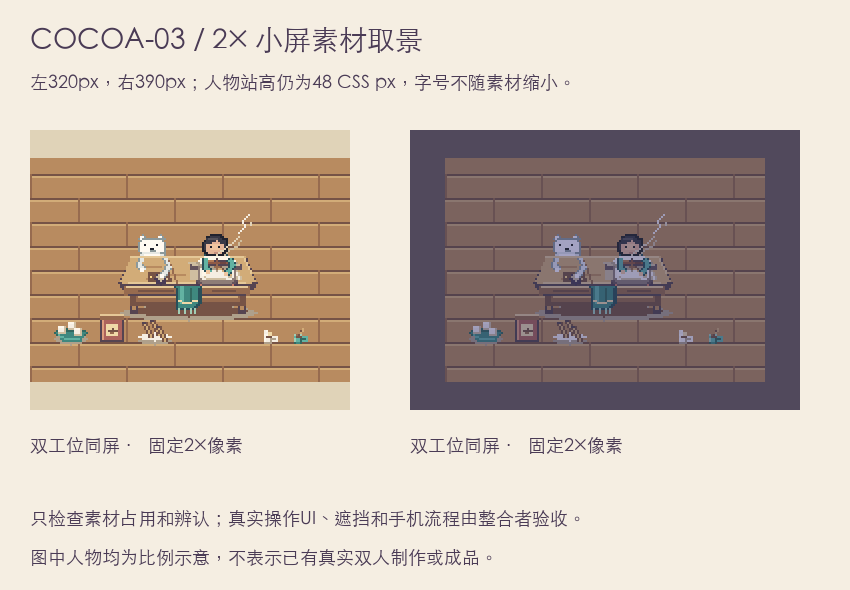 COCOA-03 / 2× 小屏素材取景
左320px，右390px；人物站高仍为48 CSS px，字号不随素材缩小。
双工位同屏 · 固定2×像素
双工位同屏 · 固定2×像素
只检查素材占用和辨认；真实操作UI、遮挡和手机流程由整合者验收。
图中人物均为比例示意，不表示已有真实双人制作或成品。